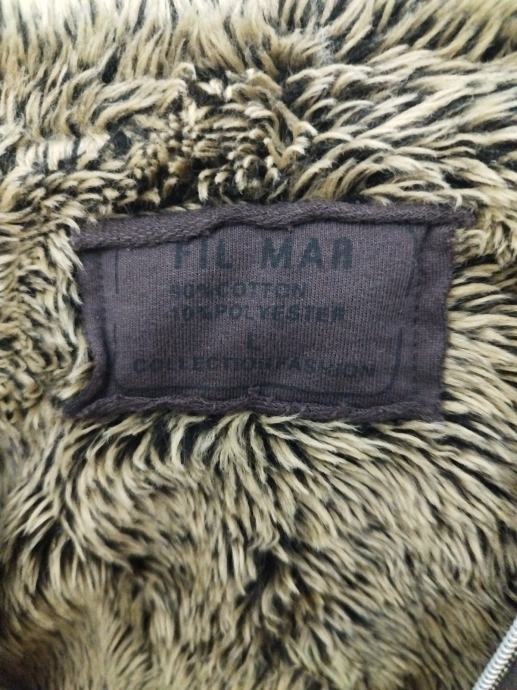 FIL MAR
90%COTTON
10%POLYESTER
L
COLLECTIONFASHION